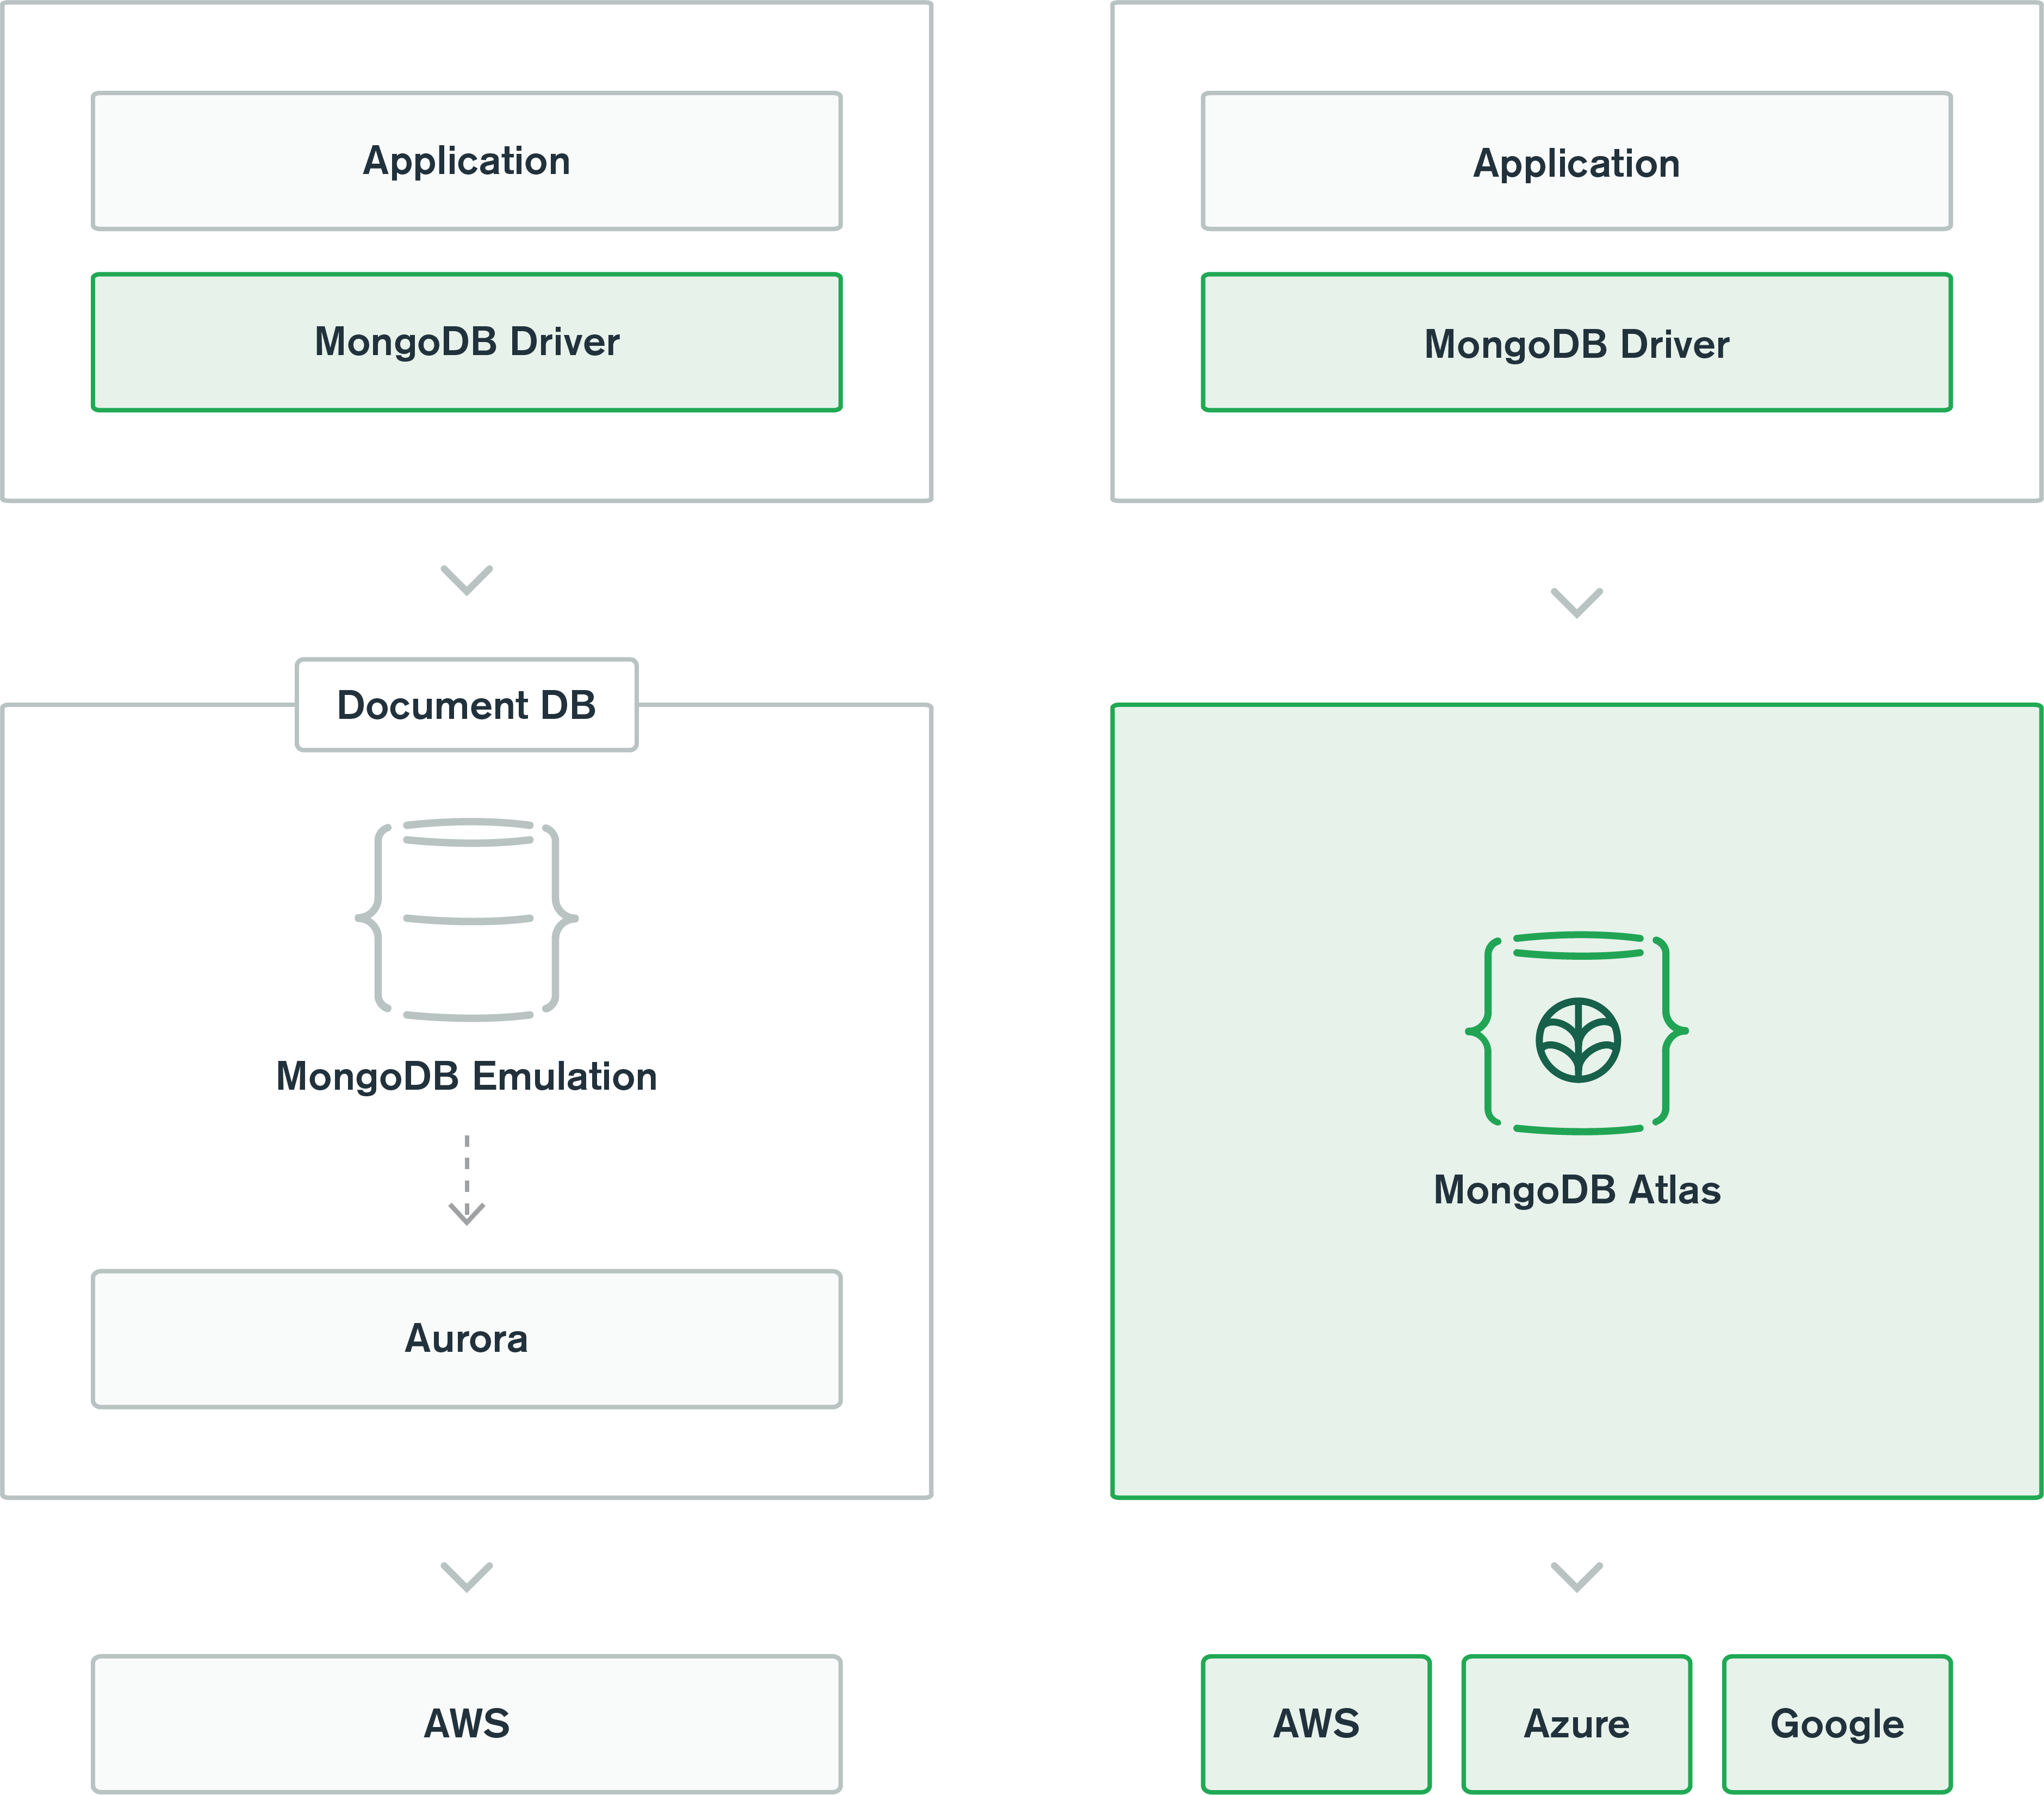 Application
MongoDB Driver
Document DB
MongoDB Emulation
Aurora
AWS
Application
MongoDB Driver
MongoDB Atlas
AWS
Azure
Google